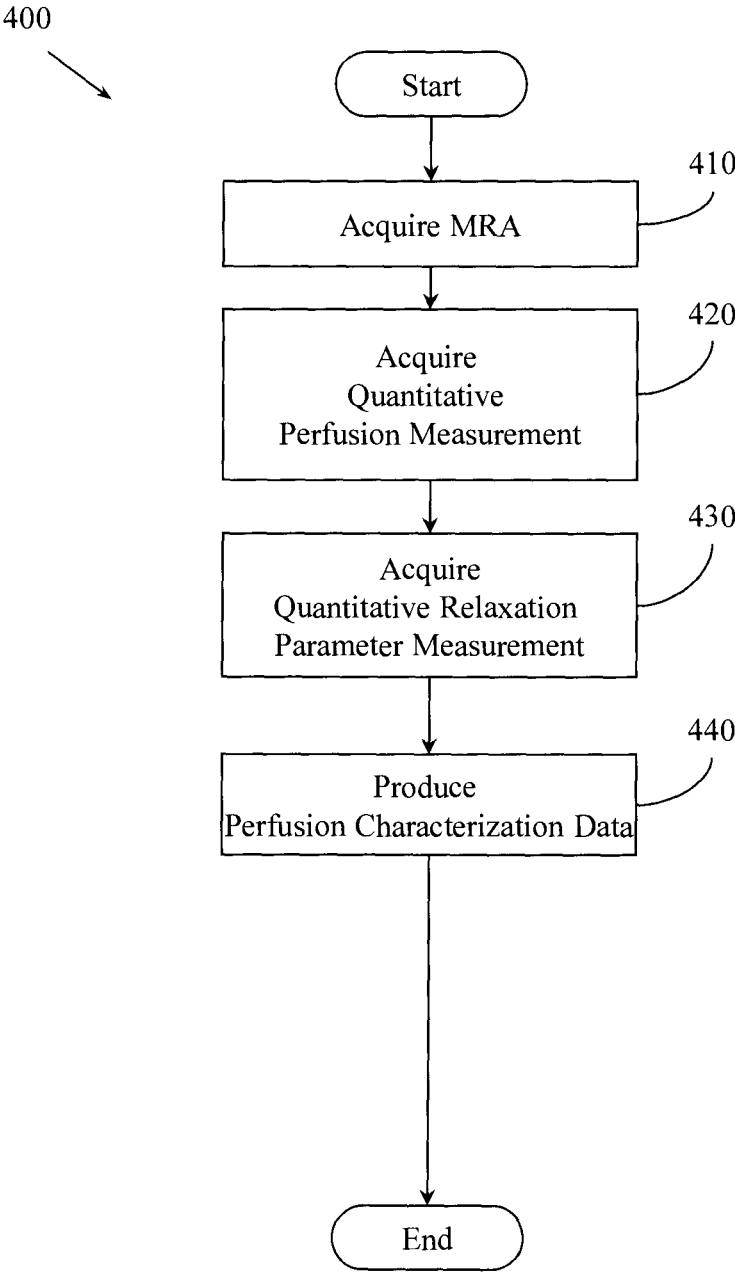 400
Start
410
Acquire MRA
420
Acquire
Quantitative
Perfusion Measurement
430
Acquire
Quantitative Relaxation
Parameter Measurement
440
Produce
Perfusion Characterization Data
End